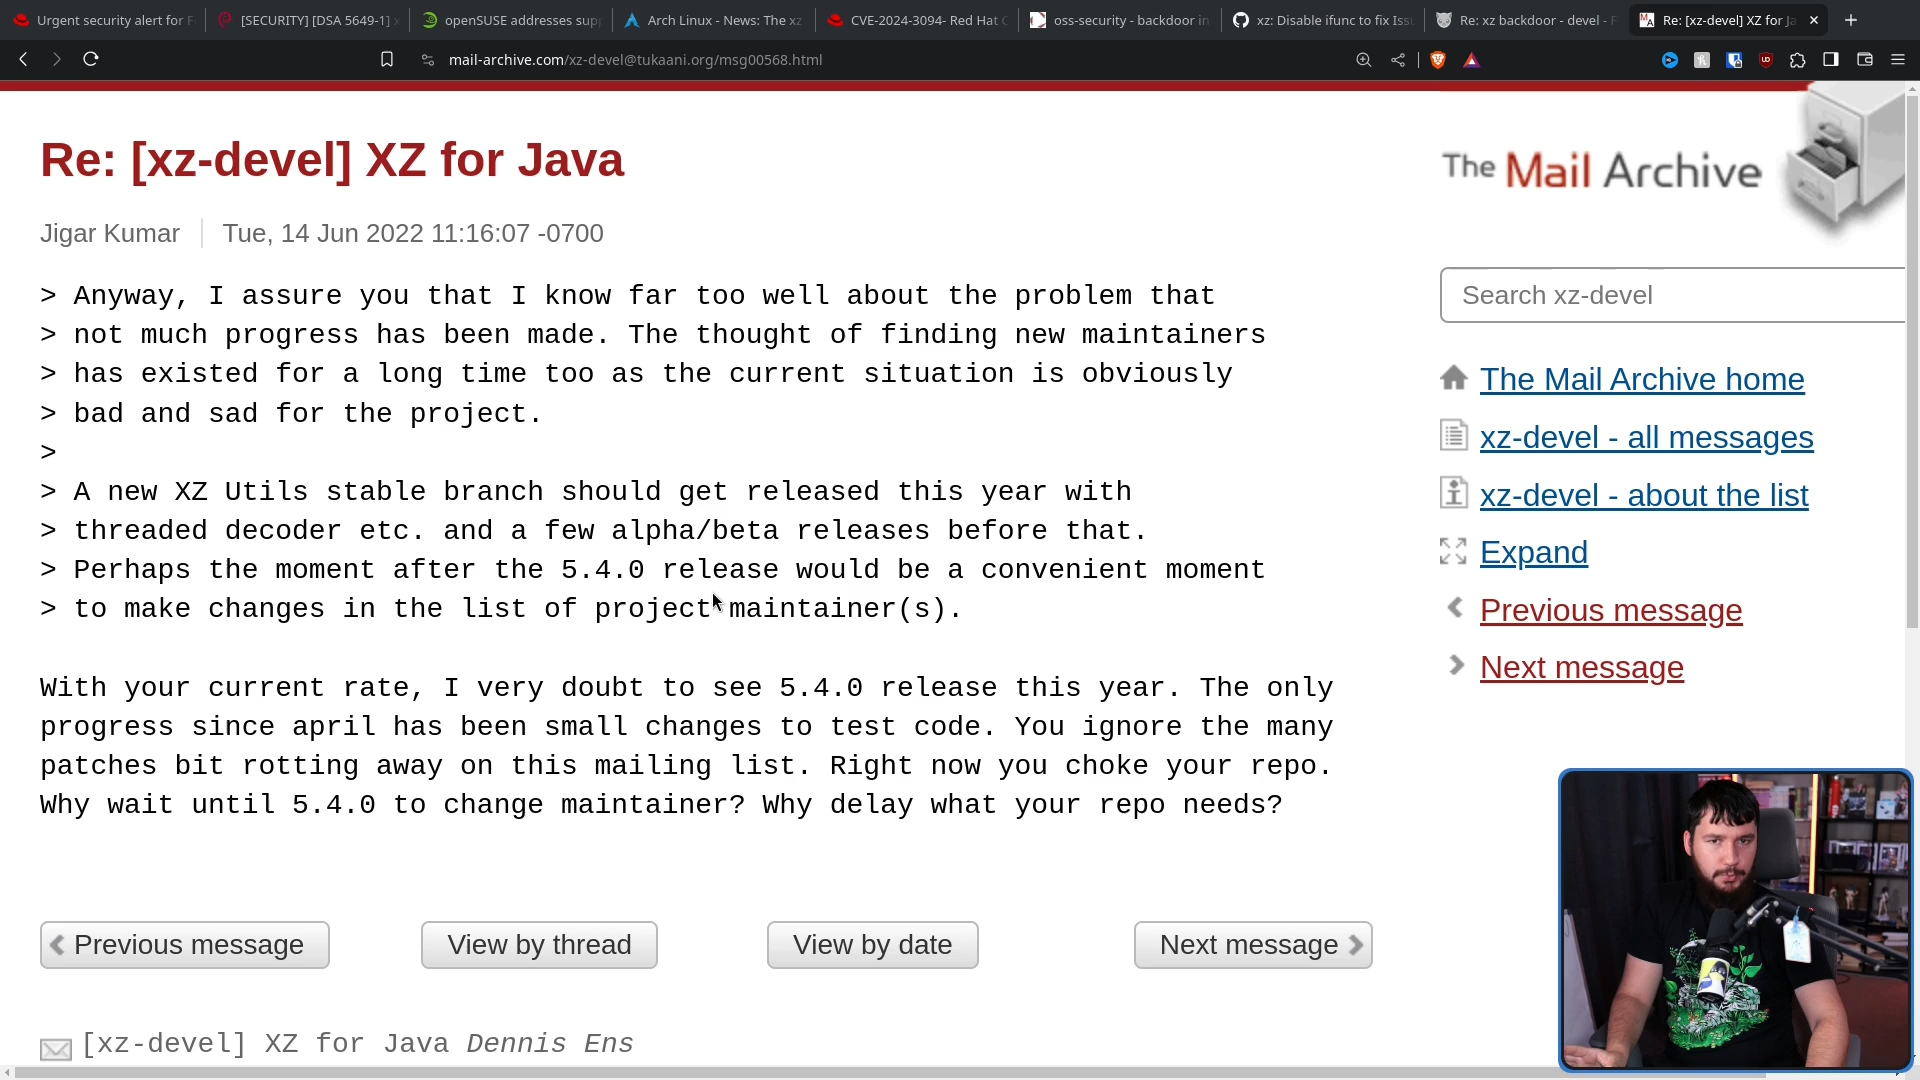 Urgent security alert for F
[SECURITY] [DSA 5649-1] x
openSUSE addresses supp
Arch Linux - News: The xz
CVE-2024-3094- Red Hat C
oss-security - backdoor in
xz: Disable ifunc to fix Iss
Re: xz backdoor - devel - F
Re: [xz-devel] XZ for Ja
mail-archive.com/xz-devel@tukaani.org/msg00568.html
Re: [xz-devel] XZ for Java
The Mail Archive
Jigar Kumar
Tue, 14 Jun 2022 11:16:07 -0700
> Anyway, I assure you that I know far too well about the problem that
> not much progress has been made. The thought of finding new maintainers
> has existed for a long time too as the current situation is obviously
> bad and sad for the project.
>
> A new XZ Utils stable branch should get released this year with
> threaded decoder etc. and a few alpha/beta releases before that.
> Perhaps the moment after the 5.4.0 release would be a convenient moment
> to make changes in the list of project maintainer(s).
With your current rate, I very doubt to see 5.4.0 release this year. The only
progress since april has been small changes to test code. You ignore the many
patches bit rotting away on this mailing list. Right now you choke your repo.
Why wait until 5.4.0 to change maintainer? Why delay what your repo needs?
Search xz-devel
The Mail Archive home
xz-devel - all messages
xz-devel - about the list
Expand
Previous message
Next message
Previous message
View by thread
View by date
Next message
[xz-devel] XZ for Java Dennis Ens